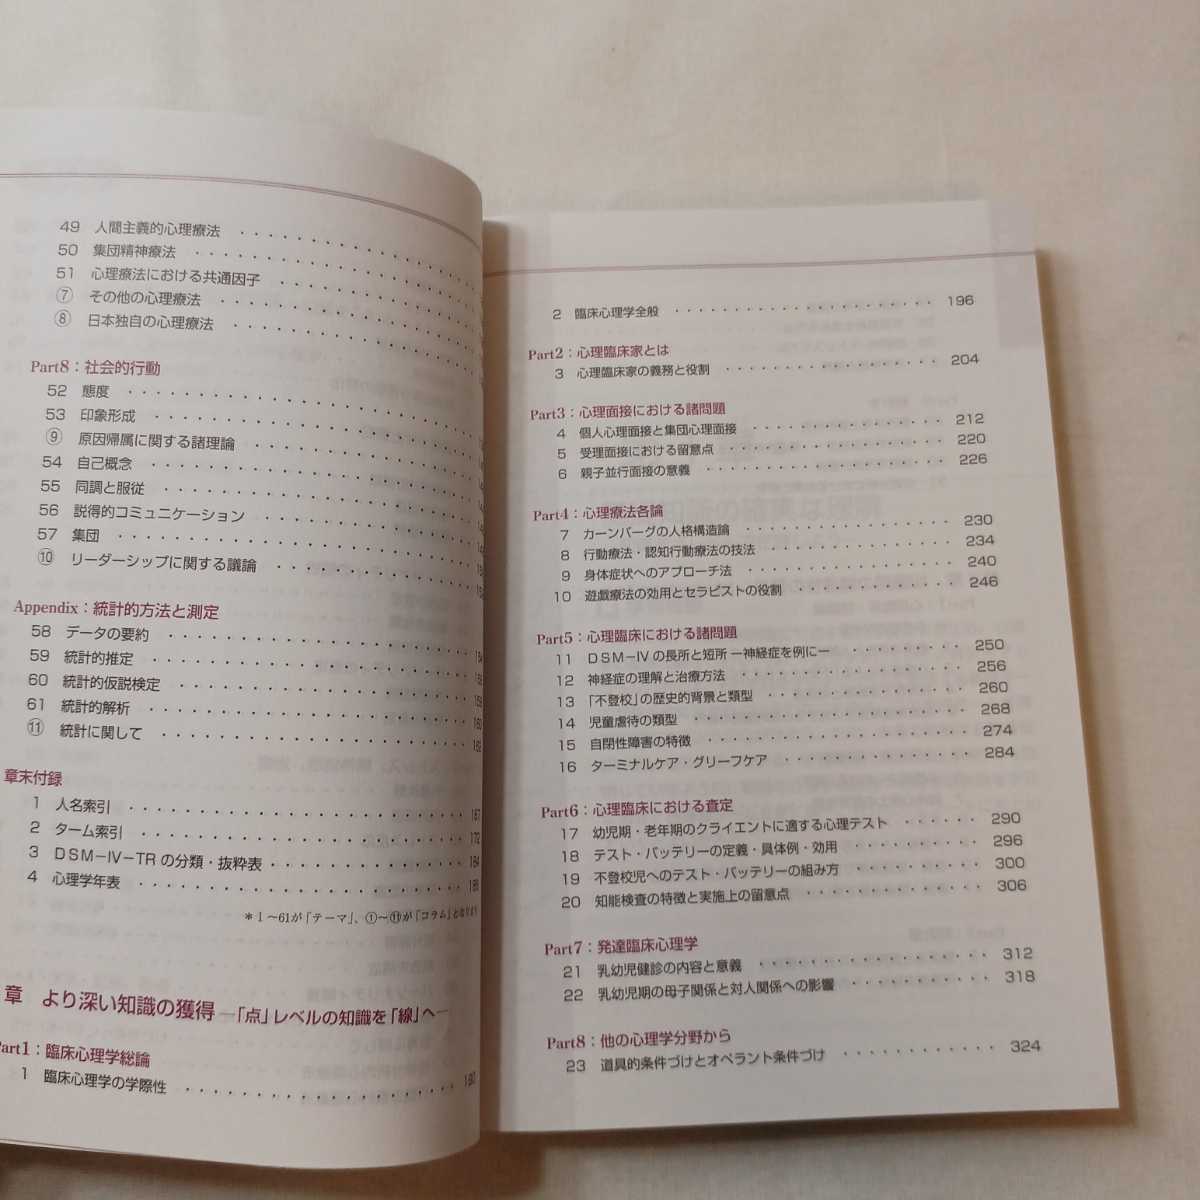 49 人間主義的心理療法
50 集団精神療法
51 心理療法における共通因子
⑦ その他の心理療法
⑧ 日本独自の心理療法
Part8：社会的行動
52 態度
53 印象形成
⑨ 原因帰属に関する諸理論
54 自己概念
55 同調と服従
56 説得的コミュニケーション
57 集団
⑩ リーダーシップに関する議論
Appendix：統計的方法と測定
58 データの要約 154
59 統計的推定
60 統計的仮説検定
61 統計的解析 160
⑪ 統計に関して 162
章末付録
1 人名索引 167
2 ターム索引 172
3 DSM－Ⅳ－TRの分類・抜粋表 184
4 心理学年表
＊1～61が「テーマ」、①～⑪が「コラム」となります
章 より深い知識の獲得 ―「点」レベルの知識を「線」へ―
Part1：臨床心理学総論
1 臨床心理学の学際性 190
2 臨床心理学全般 196
Part2：心理臨床家とは
3 心理臨床家の義務と役割 204
Part3：心理面接における諸問題
4 個人心理面接と集団心理面接 212
5 受理面接における留意点 220
6 親子並行面接の意義 226
Part4：心理療法各論
7 カーンバーグの人格構造論 230
8 行動療法・認知行動療法の技法 234
9 身体症状へのアプローチ法 240
10 遊戯療法の効用とセラピストの役割 246
Part5：心理臨床における諸問題
11 DSM－Ⅳの長所と短所 ―神経症を例に― 250
12 神経症の理解と治療方法 256
13 「不登校」の歴史的背景と類型 260
14 児童虐待の類型 268
15 自閉性障害の特徴 274
16 ターミナルケア・グリーフケア 284
Part6：心理臨床における査定
17 幼児期・老年期のクライエントに適する心理テスト 290
18 テスト・バッテリーの定義・具体例・効用 296
19 不登校児へのテスト・バッテリーの組み方 300
20 知能検査の特徴と実施上の留意点 306
Part7：発達臨床心理学
21 乳幼児健診の内容と意義 312
22 乳幼児期の母子関係と対人関係への影響 318
Part8：他の心理学分野から
23 道具的条件づけとオペラント条件づけ 324